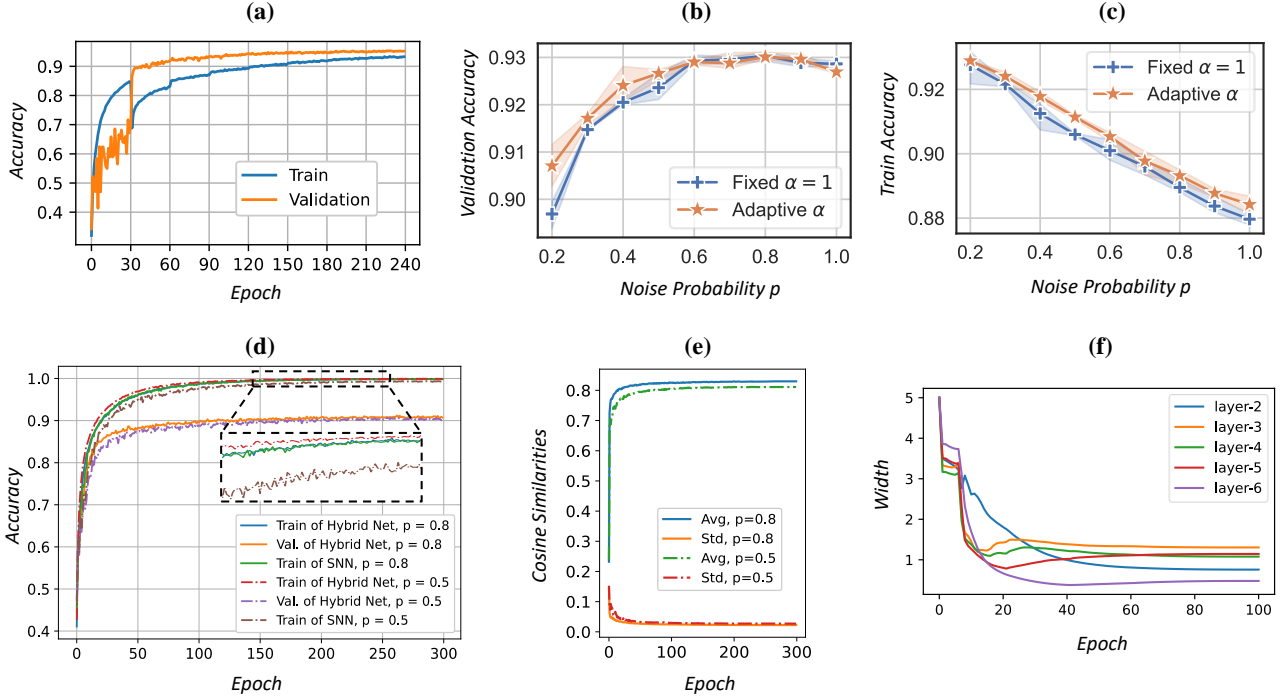 (a)
0.9
0.8
0.7
0.6
0.5
0.4
Accuracy
Train
Validation
0 30 60 90 120 150 180 210 240
Epoch
(b)
0.93
0.92
0.91
0.90
Validation Accuracy
Fixed α = 1
Adaptive α
0.2 0.4 0.6 0.8 1.0
Noise Probability p
(c)
0.92
0.90
0.88
Train Accuracy
Fixed α = 1
Adaptive α
0.2 0.4 0.6 0.8 1.0
Noise Probability p
(d)
1.0
0.9
0.8
0.7
0.6
0.5
0.4
Accuracy
Train of Hybrid Net, p = 0.8
Val. of Hybrid Net, p = 0.8
Train of SNN, p = 0.8
Train of Hybrid Net, p = 0.5
Val. of Hybrid Net, p = 0.5
Train of SNN, p = 0.5
0 50 100 150 200 250 300
Epoch
(e)
0.8
0.7
0.6
0.5
0.4
0.3
0.2
0.1
0.0
Cosine Similarities
Avg, p=0.8
Std, p=0.8
Avg, p=0.5
Std, p=0.5
0 100 200 300
Epoch
(f)
5
4
3
2
1
Width
layer-2
layer-3
layer-4
layer-5
layer-6
0 20 40 60 80 100
Epoch